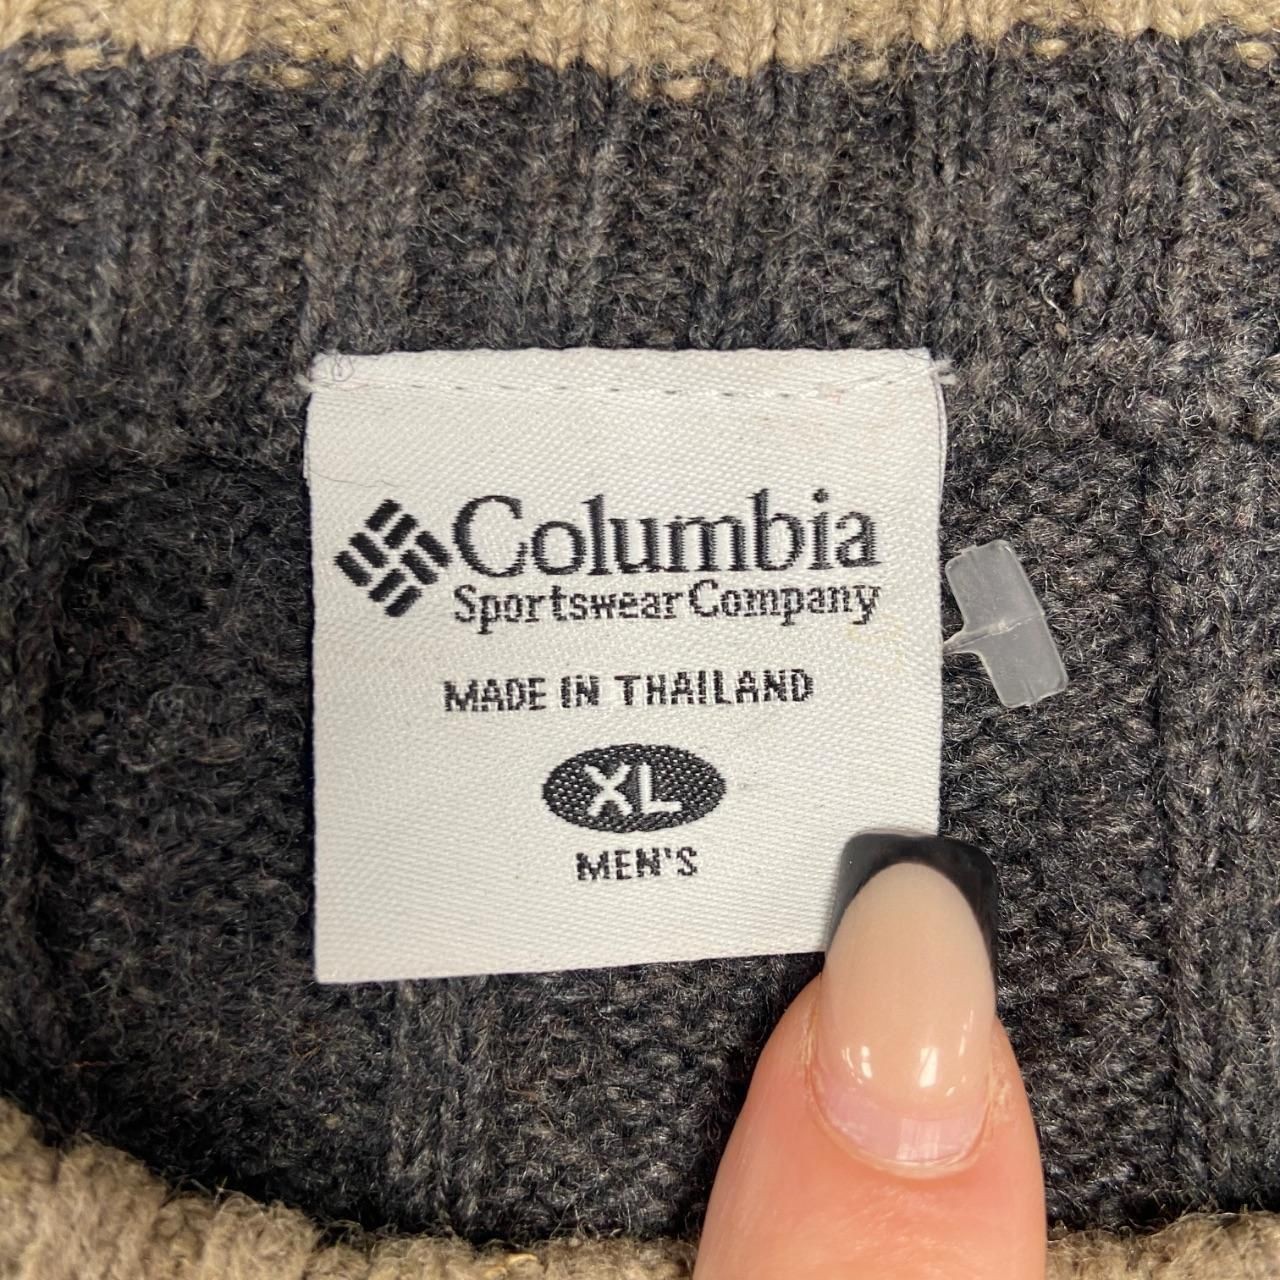 Columbia
Sportswear Company
MADE IN THAILAND
XL
MEN'S